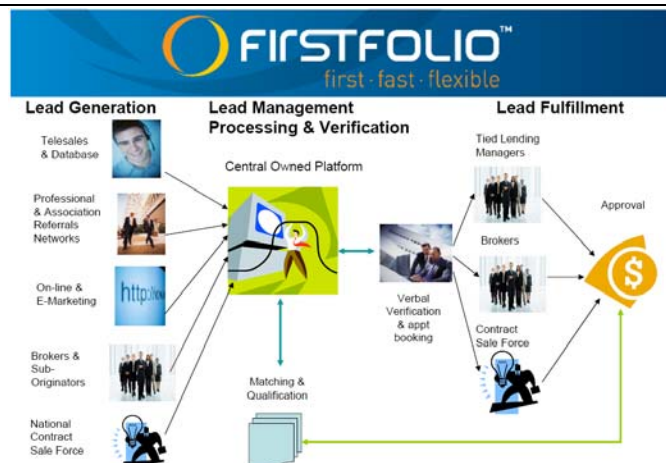 FIRSTFOLIO™
first·fast·flexible
Lead Generation
Lead Management
Processing & Verification
Lead Fulfillment
Telesales
& Database
Professional
& Association
Referrals
Networks
On-line &
E-Marketing
http://
Brokers &
Sub-
Originators
National
Contract
Sale Force
Central Owned Platform
Matching &
Qualification
Verbal
Verification
& appt
booking
Tied Lending
Managers
Brokers
Contract
Sale Force
Approval
$